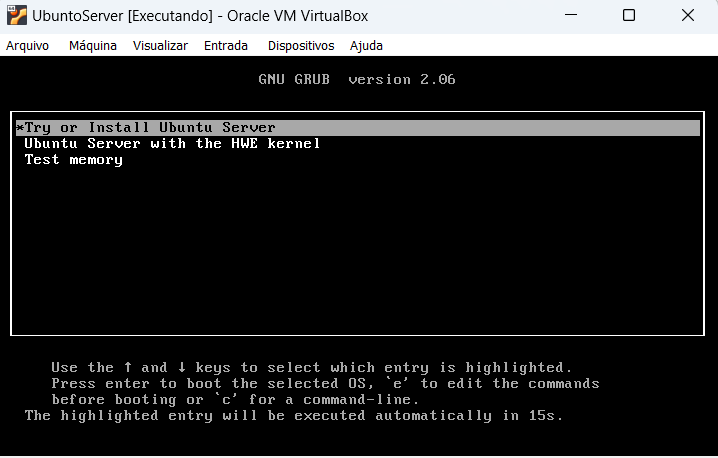 UbuntoServer [Executando] - Oracle VM VirtualBox
Arquivo Máquina Visualizar Entrada Dispositivos Ajuda
GNU GRUB version 2.06
*Try or Install Ubuntu Server
Ubuntu Server with the HWE kernel
Test memory
Use the ↑ and ↓ keys to select which entry is highlighted.
Press enter to boot the selected OS, `e' to edit the commands
before booting or `c' for a command-line.
The highlighted entry will be executed automatically in 15s.